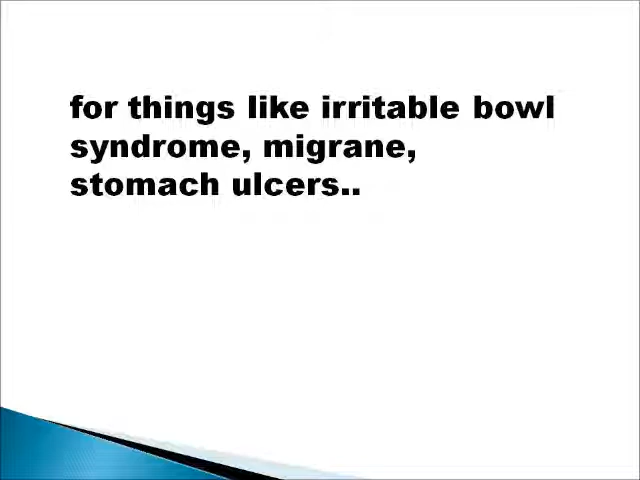 for things like irritable bowl
syndrome, migrane,
stomach ulcers..